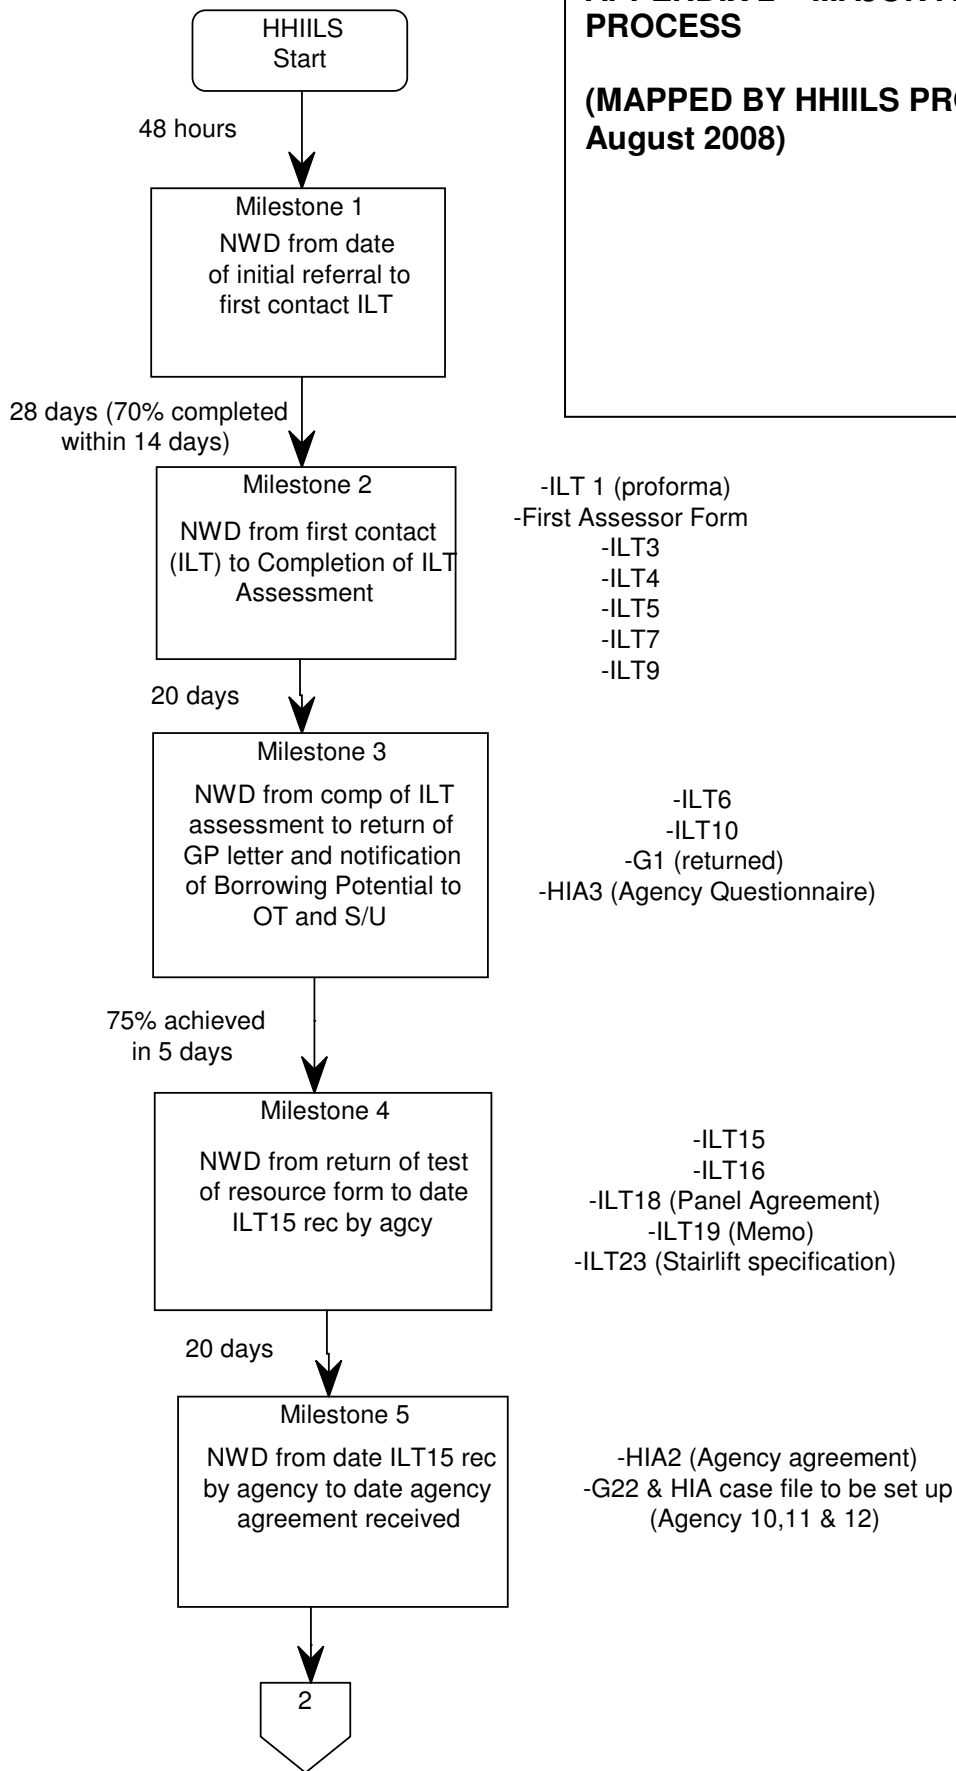 HHIILS
Start
PROCESS
(MAPPED BY HHIILS
August 2008)
48 hours
Milestone 1
NWD from date
of initial referral to
first contact ILT
28 days (70% completed
within 14 days)
Milestone 2
NWD from first contact
(ILT) to Completion of ILT
Assessment
-ILT 1 (proforma)
-First Assessor Form
-ILT3
-ILT4
-ILT5
-ILT7
-ILT9
20 days
Milestone 3
NWD from comp of ILT
assessment to return of
GP letter and notification
of Borrowing Potential to
OT and S/U
-ILT6
-ILT10
-G1 (returned)
-HIA3 (Agency Questionnaire)
75% achieved
in 5 days
Milestone 4
NWD from return of test
of resource form to date
ILT15 rec by agcy
-ILT15
-ILT16
-ILT18 (Panel Agreement)
-ILT19 (Memo)
-ILT23 (Stairlift specification)
20 days
Milestone 5
NWD from date ILT15 rec
by agency to date agency
agreement received
-HIA2 (Agency agreement)
-G22 & HIA case file to be set up
(Agency 10,11 & 12)
2